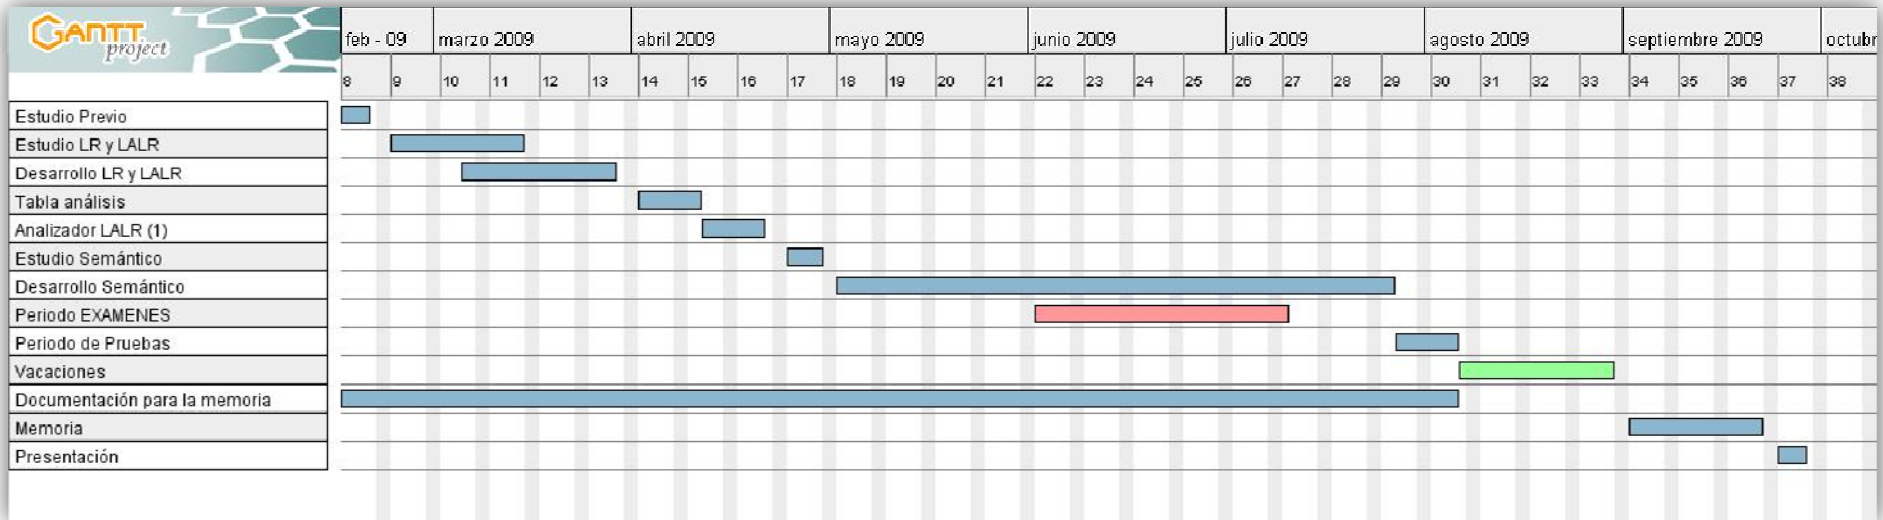 GANTT
project
feb - 09 marzo 2009 abril 2009 mayo 2009 junio 2009 julio 2009 agosto 2009 septiembre 2009 octubr
8 9 10 11 12 13 14 15 16 17 18 19 20 21 22 23 24 25 26 27 28 29 30 31 32 33 34 35 36 37 38
Estudio Previo
Estudio LR y LALR
Desarrollo LR y LALR
Tabla análisis
Analizador LALR (1)
Estudio Semántico
Desarrollo Semántico
Periodo EXAMENES
Periodo de Pruebas
Vacaciones
Documentación para la memoria
Memoria
Presentación